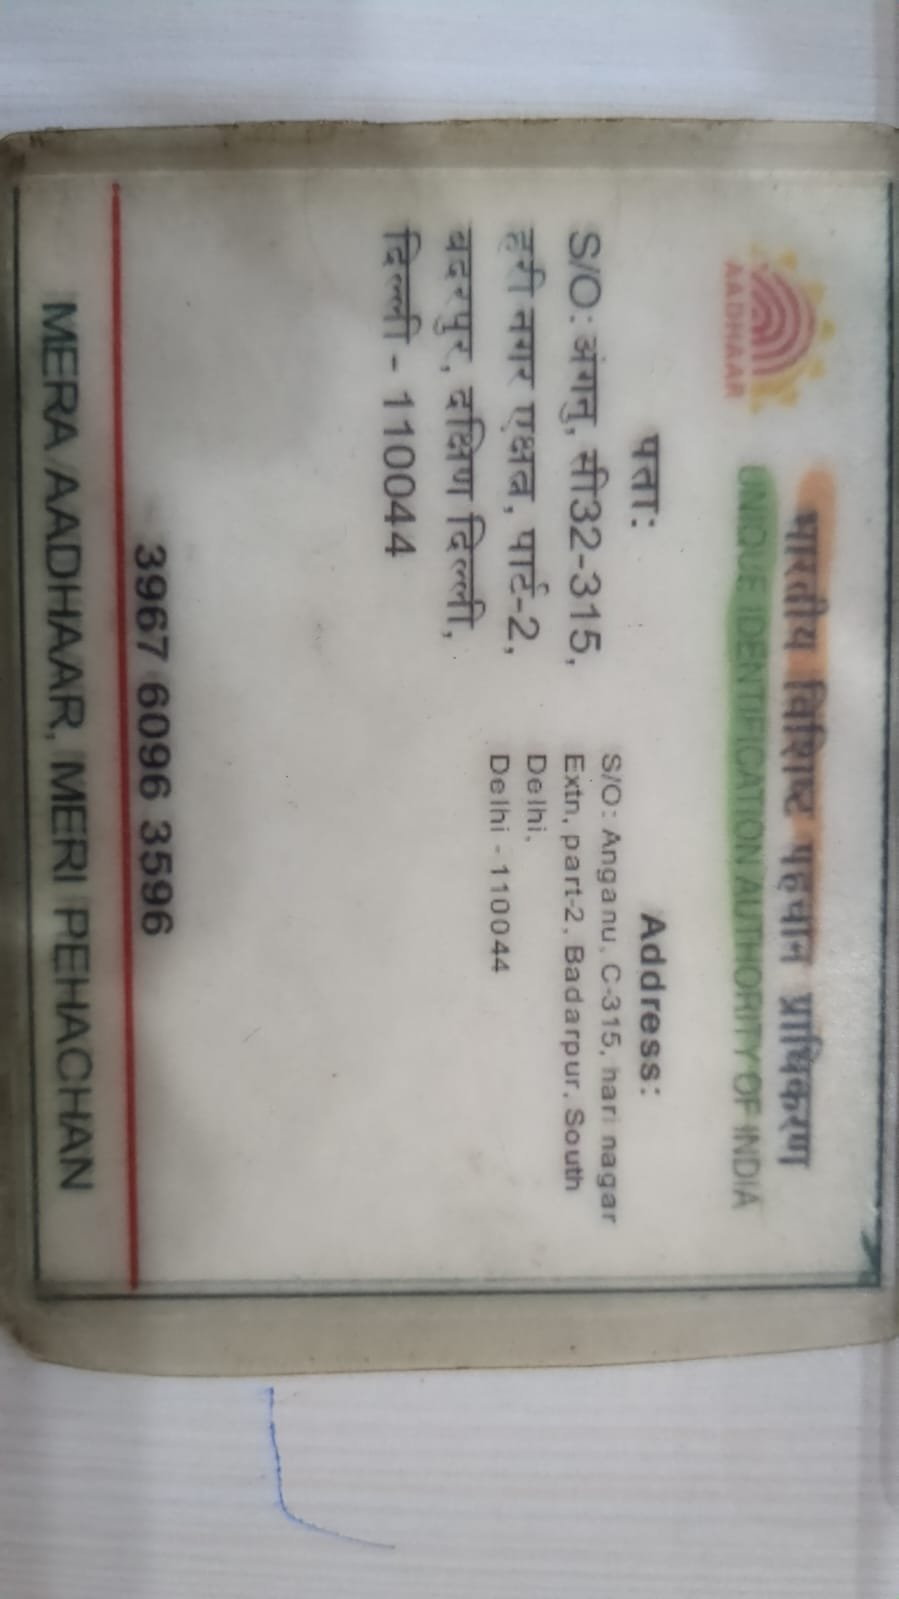 भारतीय विशिष्ट पहचान प्राधिकरण
UNIQUE IDENTIFICATION AUTHORITY OF INDIA
AADHAAR
पता:
S/O: अंगनु, सी32-315,
हरी नगर एक्षत्न, पार्ट-2,
बदरपुर, दक्षिण दिल्ली,
दिल्ली - 110044
Address:
S/O: Anganu, C-315, hari nagar
Extn, part-2, Badarpur, South
Delhi,
Delhi - 110044
3967 6096 3596
MERA AADHAAR, MERI PEHACHAN